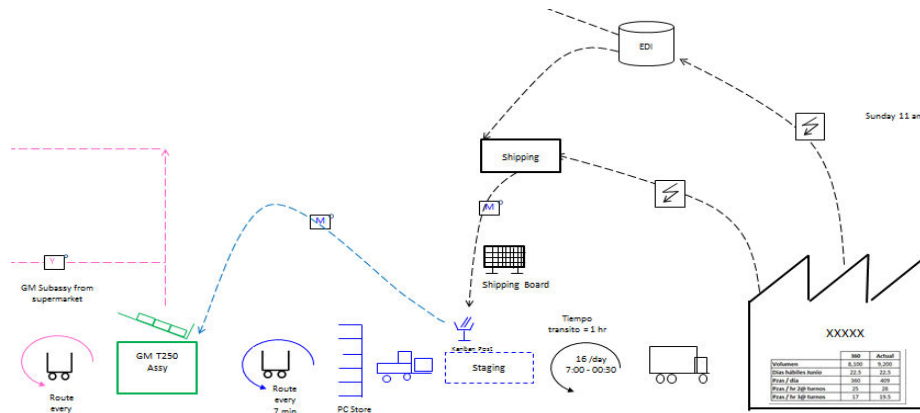 EDI
Sunday 11 am
Shipping
M
M
Y
GM Subassy from
supermarket
Shipping Board
XXXXX
Tiempo
transito = 1 hr
Kanban Post
GM T250
Assy
16 /day
7:00 - 00:30
Staging
360 Actual
Volumen 8,100 9,200
Dias hábiles Junio 22.5 22.5
Pzas / dia 360 409
Pzas / hr 2@ turnos 25 28
Pzas / hr 3@ turnos 17 19.5
Route
every
Route
every
7 min
PC Store